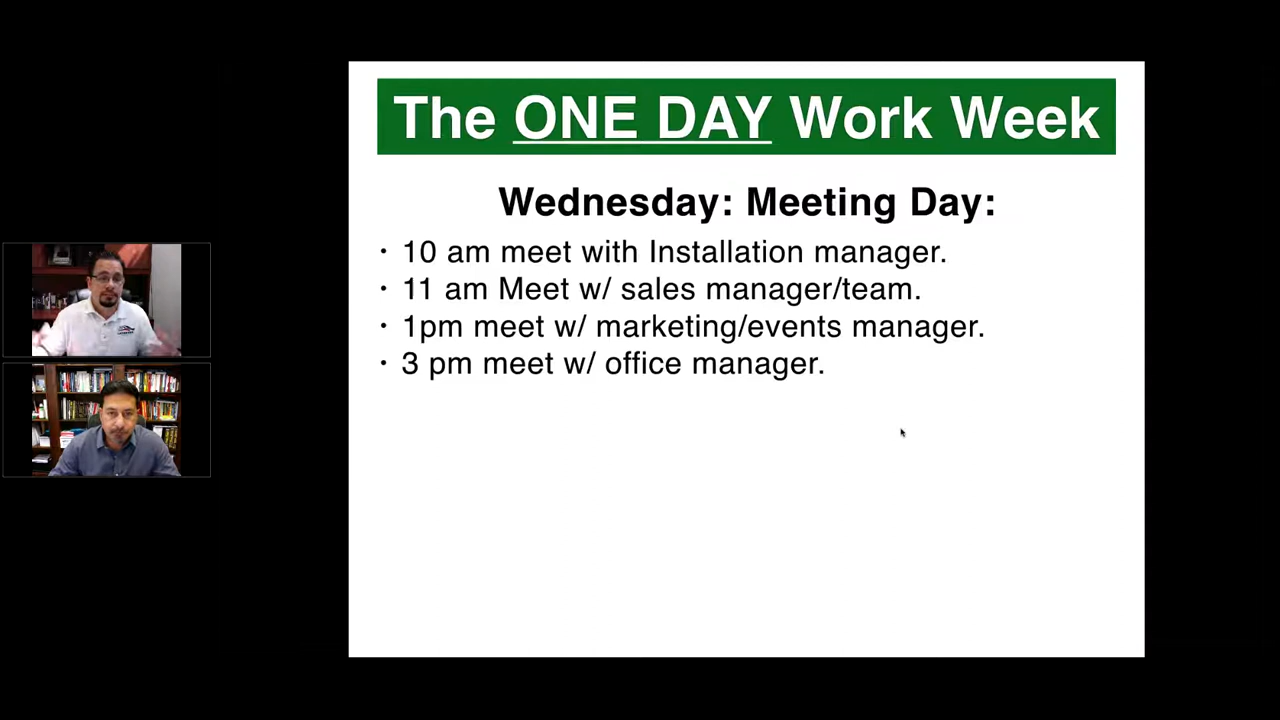 The ONE DAY Work Week
Wednesday: Meeting Day:
· 10 am meet with Installation manager.
· 11 am Meet w/ sales manager/team.
· 1pm meet w/ marketing/events manager.
· 3 pm meet w/ office manager.